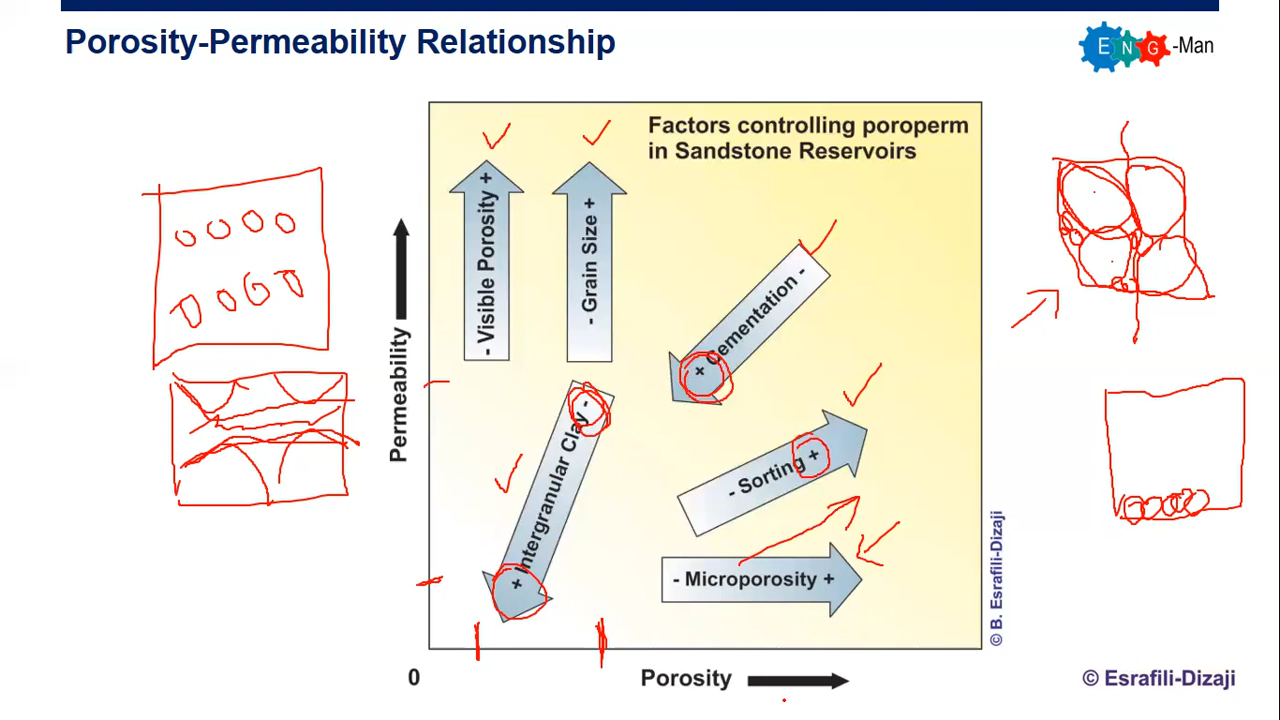 Porosity-Permeability Relationship
ENG-Man
Factors controlling poroperm
in Sandstone Reservoirs
- Visible Porosity +
- Grain Size +
+ Cementation -
+ Intergranular Clay -
- Sorting +
- Microporosity +
Permeability
0
Porosity
© B. Esrafili-Dizaji
© Esrafili-Dizaji